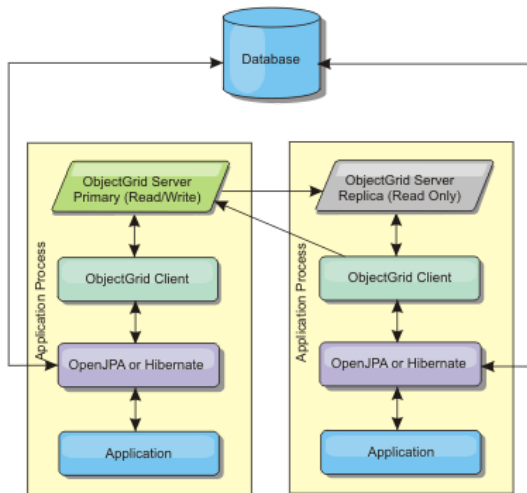 Database
ObjectGrid Server
Primary (Read/Write)
ObjectGrid Client
OpenJPA or Hibernate
Application
Application Process
ObjectGrid Server
Replica (Read Only)
ObjectGrid Client
OpenJPA or Hibernate
Application
Application Process